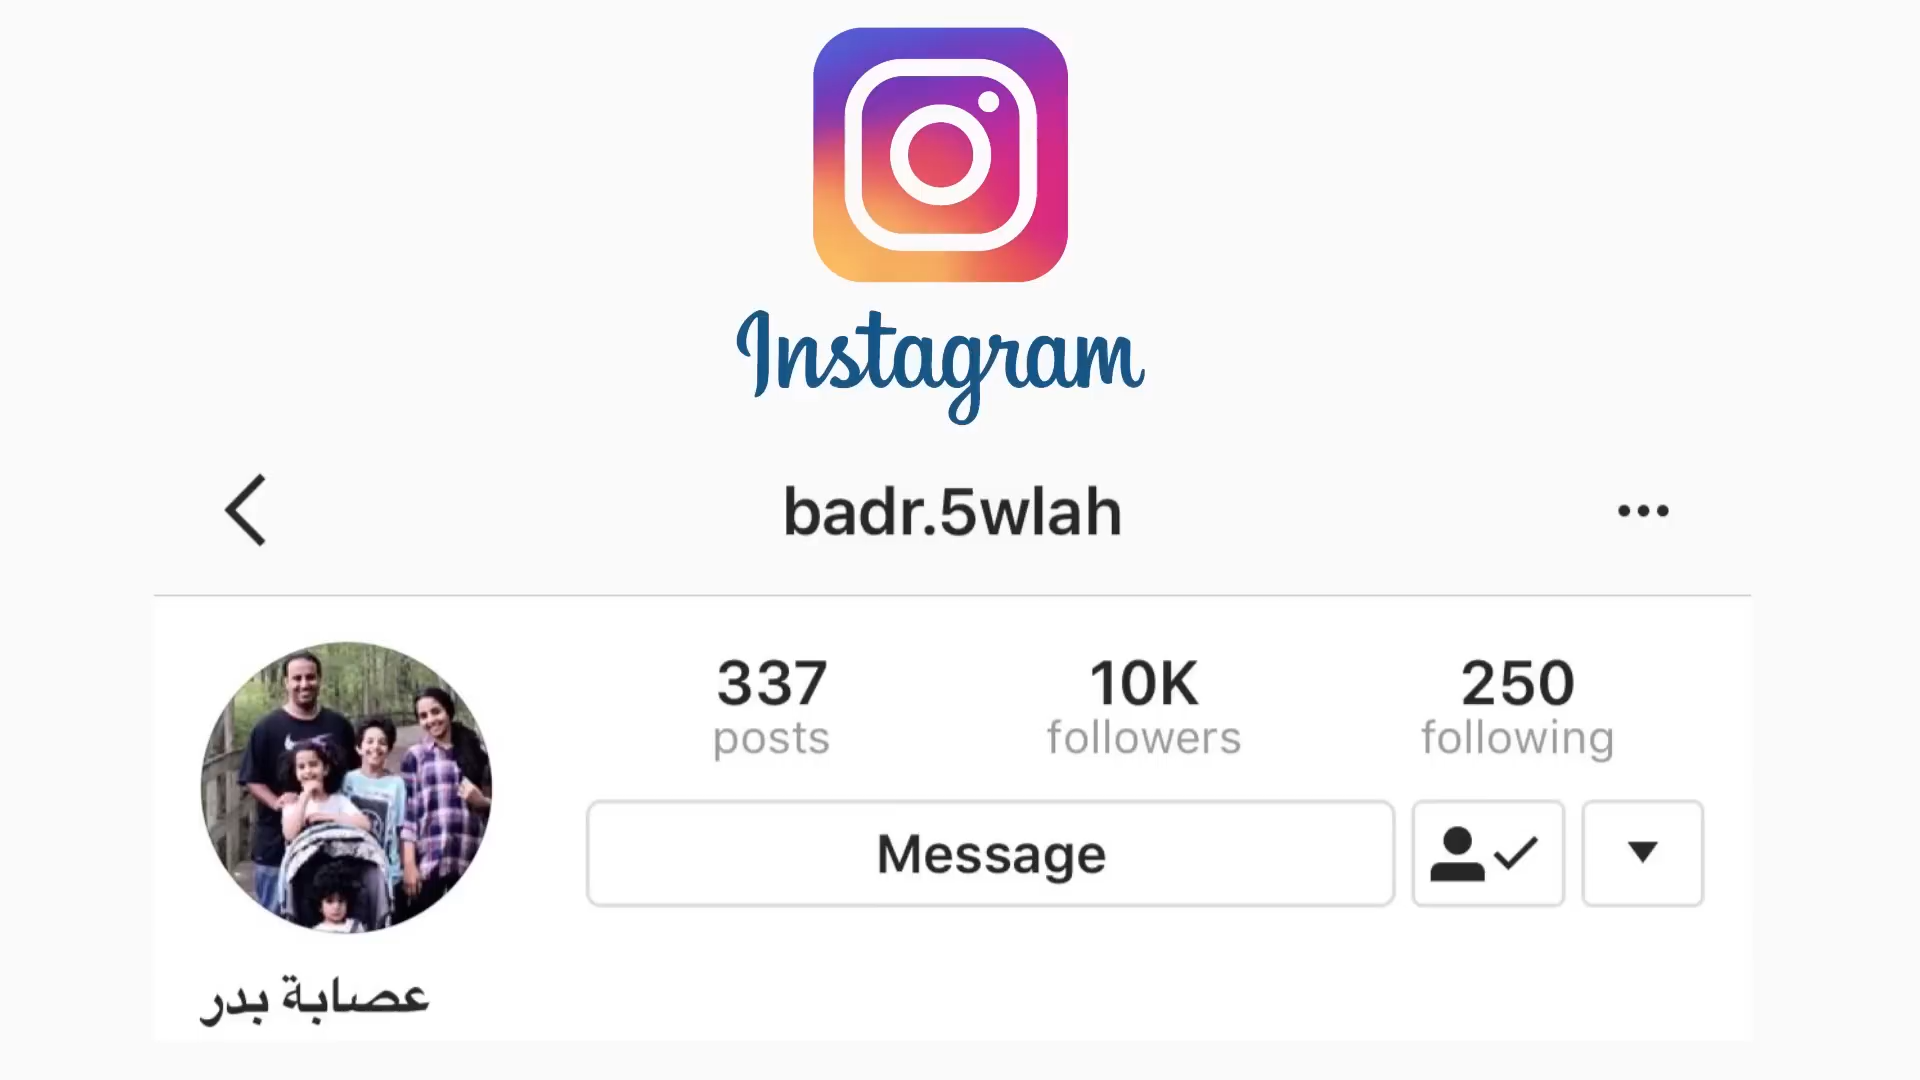 Instagram
badr.5wlah
337 10K 250
posts followers following
Message
عصابة بدر